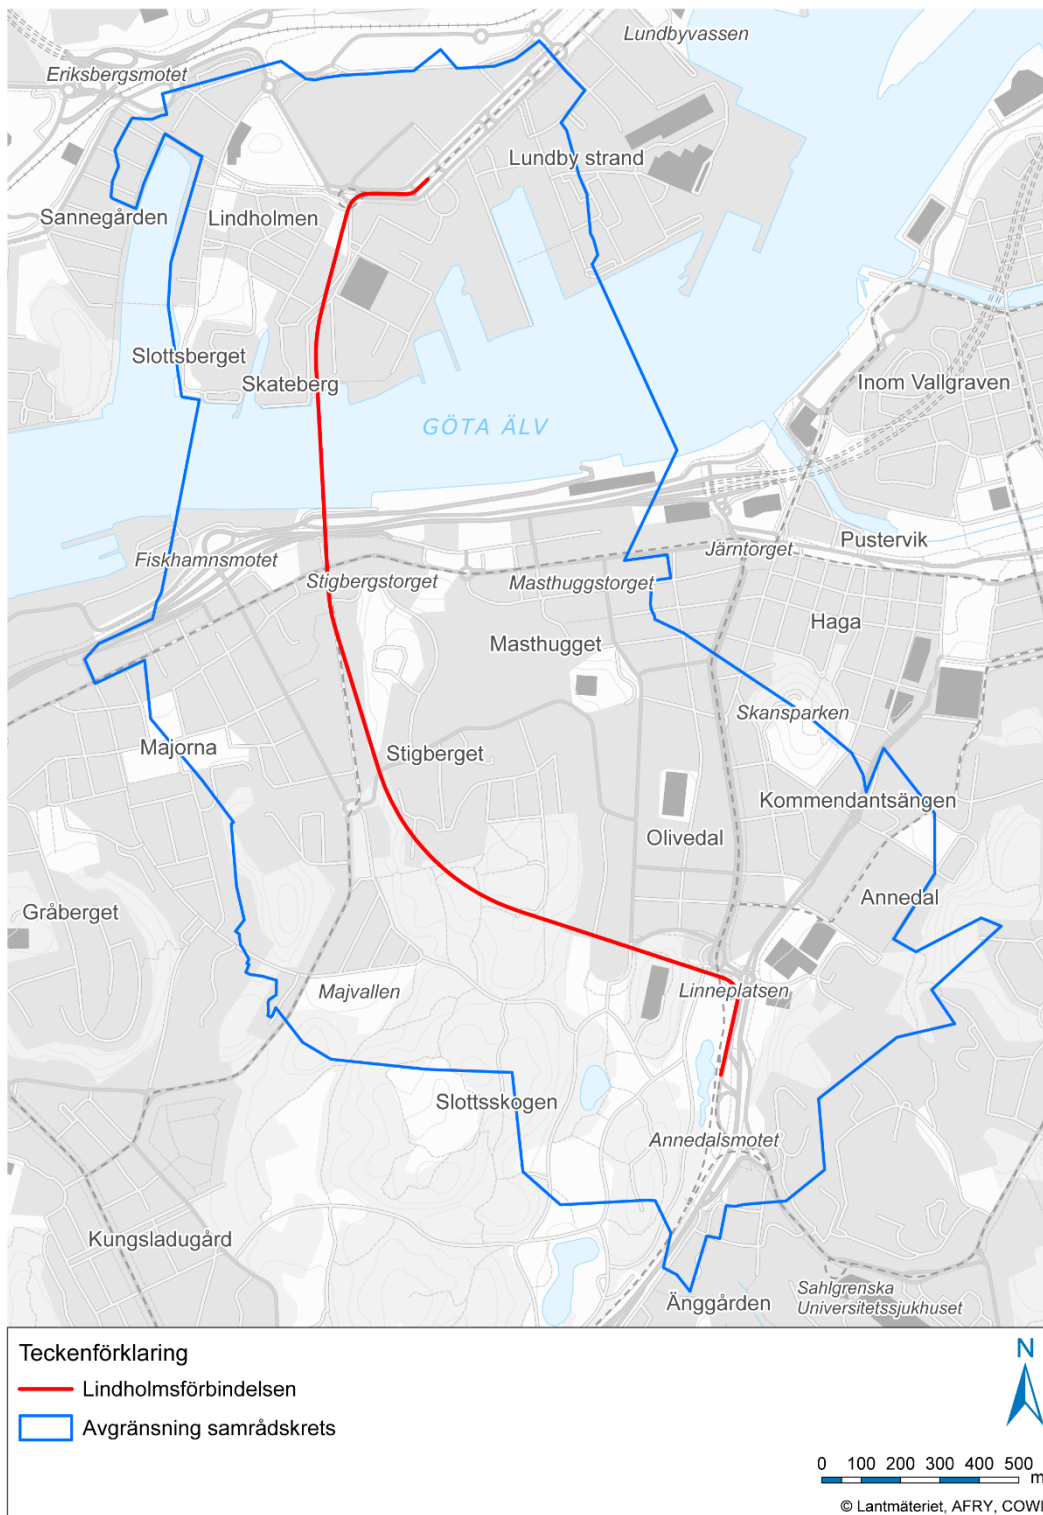 Lundbyvassen
Eriksbergsmotet
Lundby strand
Sannegården
Lindholmen
Slottsberget
Skateberg
Inom Vallgraven
GÖTA ÄLV
Pustervik
Järntorget
Fiskhamnsmotet
Stigbergstorget
Masthuggstorget
Haga
Masthugget
Skansparken
Majorna
Stigberget
Kommendantsängen
Olivedal
Annedal
Gråberget
Majvallen
Linneplatsen
Slottsskogen
Annedalsmotet
Kungsladugård
Sahlgrenska
Universitetssjukhuset
Änggården
Teckenförklaring
N
Lindholmsförbindelsen
Avgränsning samrådskrets
0 100 200 300 400 500
m
© Lantmäteriet, AFRY, COWI